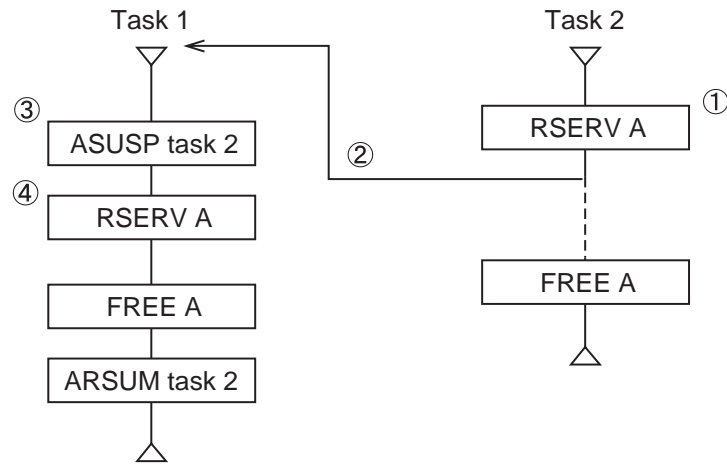 Task 1
Task 2
①
RSERV A
③
ASUSP task 2
②
④
RSERV A
FREE A
FREE A
ARSUM task 2